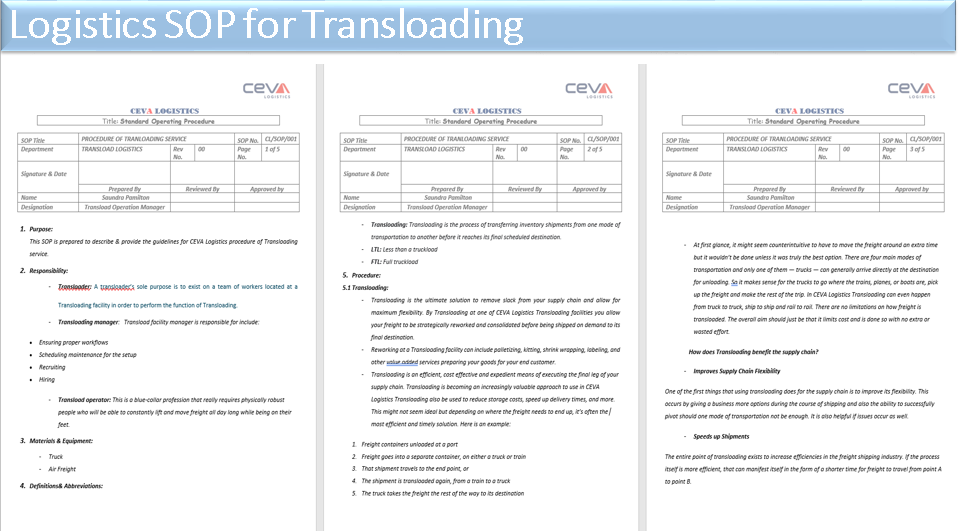 Logistics SOP for Transloading
CEVA
LOGISTICS
CEVA LOGISTICS
Title: Standard Operating Procedure
SOP Title PROCEDURE OF TRANLOADING SERVICE SOP No. CL/SOP/001
Department TRANSLOAD LOGISTICS Rev No. 00 Page No. 1 of 5
Signature & Date
Prepared By Reviewed By Approved by
Name Saundra Pamilton
Designation Transload Operation Manager
1. Purpose:
This SOP is prepared to describe & provide the guidelines for CEVA Logistics procedure of Transloading
service.
2. Responsibility:
- Transloader: A transloader's sole purpose is to exist on a team of workers located at a
Transloading facility in order to perform the function of Transloading.
- Transloading manager: Transload facility manager is responsible for include:
• Ensuring proper workflows
• Scheduling maintenance for the setup
• Recruiting
• Hiring
- Transload operator: This is a blue-collar profession that really requires physically robust
people who will be able to constantly lift and move freight all day long while being on their
feet.
3. Materials & Equipment:
- Truck
- Air Freight
4. Definitions& Abbreviations:
CEVA
LOGISTICS
CEVA LOGISTICS
Title: Standard Operating Procedure
SOP Title PROCEDURE OF TRANLOADING SERVICE SOP No. CL/SOP/001
Department TRANSLOAD LOGISTICS Rev No. 00 Page No. 2 of 5
Signature & Date
Prepared By Reviewed By Approved by
Name Saundra Pamilton
Designation Transload Operation Manager
- Transloading: Transloading is the process of transferring inventory shipments from one mode of
transportation to another before it reaches its final scheduled destination.
- LTL: Less than a truckload
- FTL: Full truckload
5. Procedure:
5.1 Transloading:
- Transloading is the ultimate solution to remove slack from your supply chain and allow for
maximum flexibility. By Transloading at one of CEVA Logistics Transloading facilities you allow
your freight to be strategically reworked and consolidated before being shipped on demand to its
final destination.
- Reworking at a Transloading facility can include palletizing, kitting, shrink wrapping, labeling, and
other value added services preparing your goods for your end customer.
- Transloading is an efficient, cost effective and expedient means of executing the final leg of your
supply chain. Transloading is becoming an increasingly valuable approach to use in CEVA
Logistics Transloading also be used to reduce storage costs, speed up delivery times, and more.
This might not seem ideal but depending on where the freight needs to end up, it's often the
most efficient and timely solution. Here is an example:
1. Freight containers unloaded at a port
2. Freight goes into a separate container, on either a truck or train
3. That shipment travels to the end point, or
4. The shipment is transloaded again, from a train to a truck
5. The truck takes the freight the rest of the way to its destination
CEVA
LOGISTICS
CEVA LOGISTICS
Title: Standard Operating Procedure
SOP Title PROCEDURE OF TRANLOADING SERVICE SOP No. CL/SOP/001
Department TRANSLOAD LOGISTICS Rev No. 00 Page No. 3 of 5
Signature & Date
Prepared By Reviewed By Approved by
Name Saundra Pamilton
Designation Transload Operation Manager
- At first glance, it might seem counterintuitive to have to move the freight around an extra time
but it wouldn't be done unless it was truly the best option. There are four main modes of
transportation and only one of them — trucks — can generally arrive directly at the destination
for unloading. So it makes sense for the trucks to go where the trains, planes, or boats are, pick
up the freight and make the rest of the trip. In CEVA Logistics Transloading can even happen
from truck to truck, ship to ship and rail to rail. There are no limitations on how freight is
transloaded. The overall aim should just be that it limits cost and is done so with no extra or
wasted effort.
How does Transloading benefit the supply chain?
- Improves Supply Chain Flexibility
One of the first things that using transloading does for the supply chain is to improve its flexibility. This
occurs by giving a business more options during the course of shipping and also the ability to successfully
pivot should one mode of transportation not be enough. It is also helpful if issues occur as well.
- Speeds up Shipments
The entire point of transloading exists to increase efficiencies in the freight shipping industry. If the process
itself is more efficient, that can manifest itself in the form of a shorter time for freight to travel from point A
to point B.